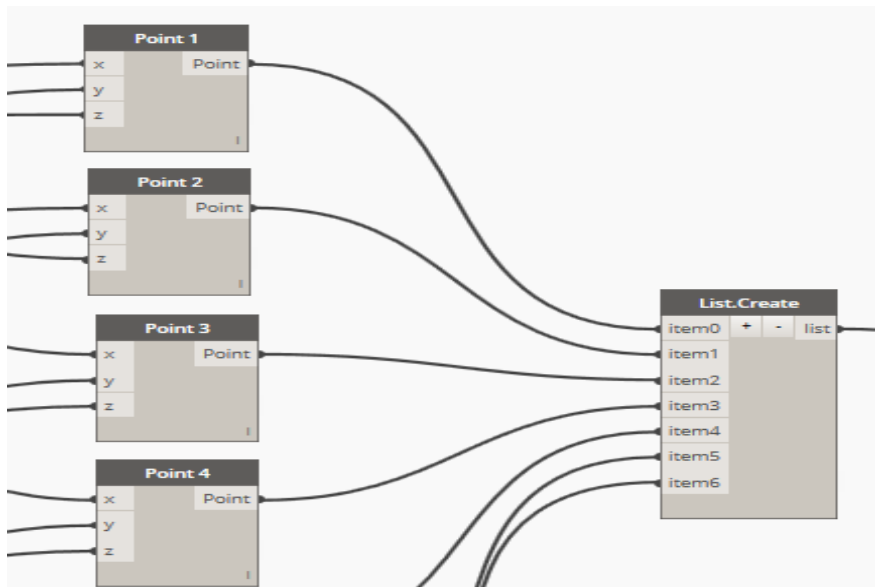 Point 1
x Point
y
z
Point 2
x Point
y
z
Point 3
x Point
y
z
Point 4
x Point
y
z
List.Create
item0 + - list
item1
item2
item3
item4
item5
item6